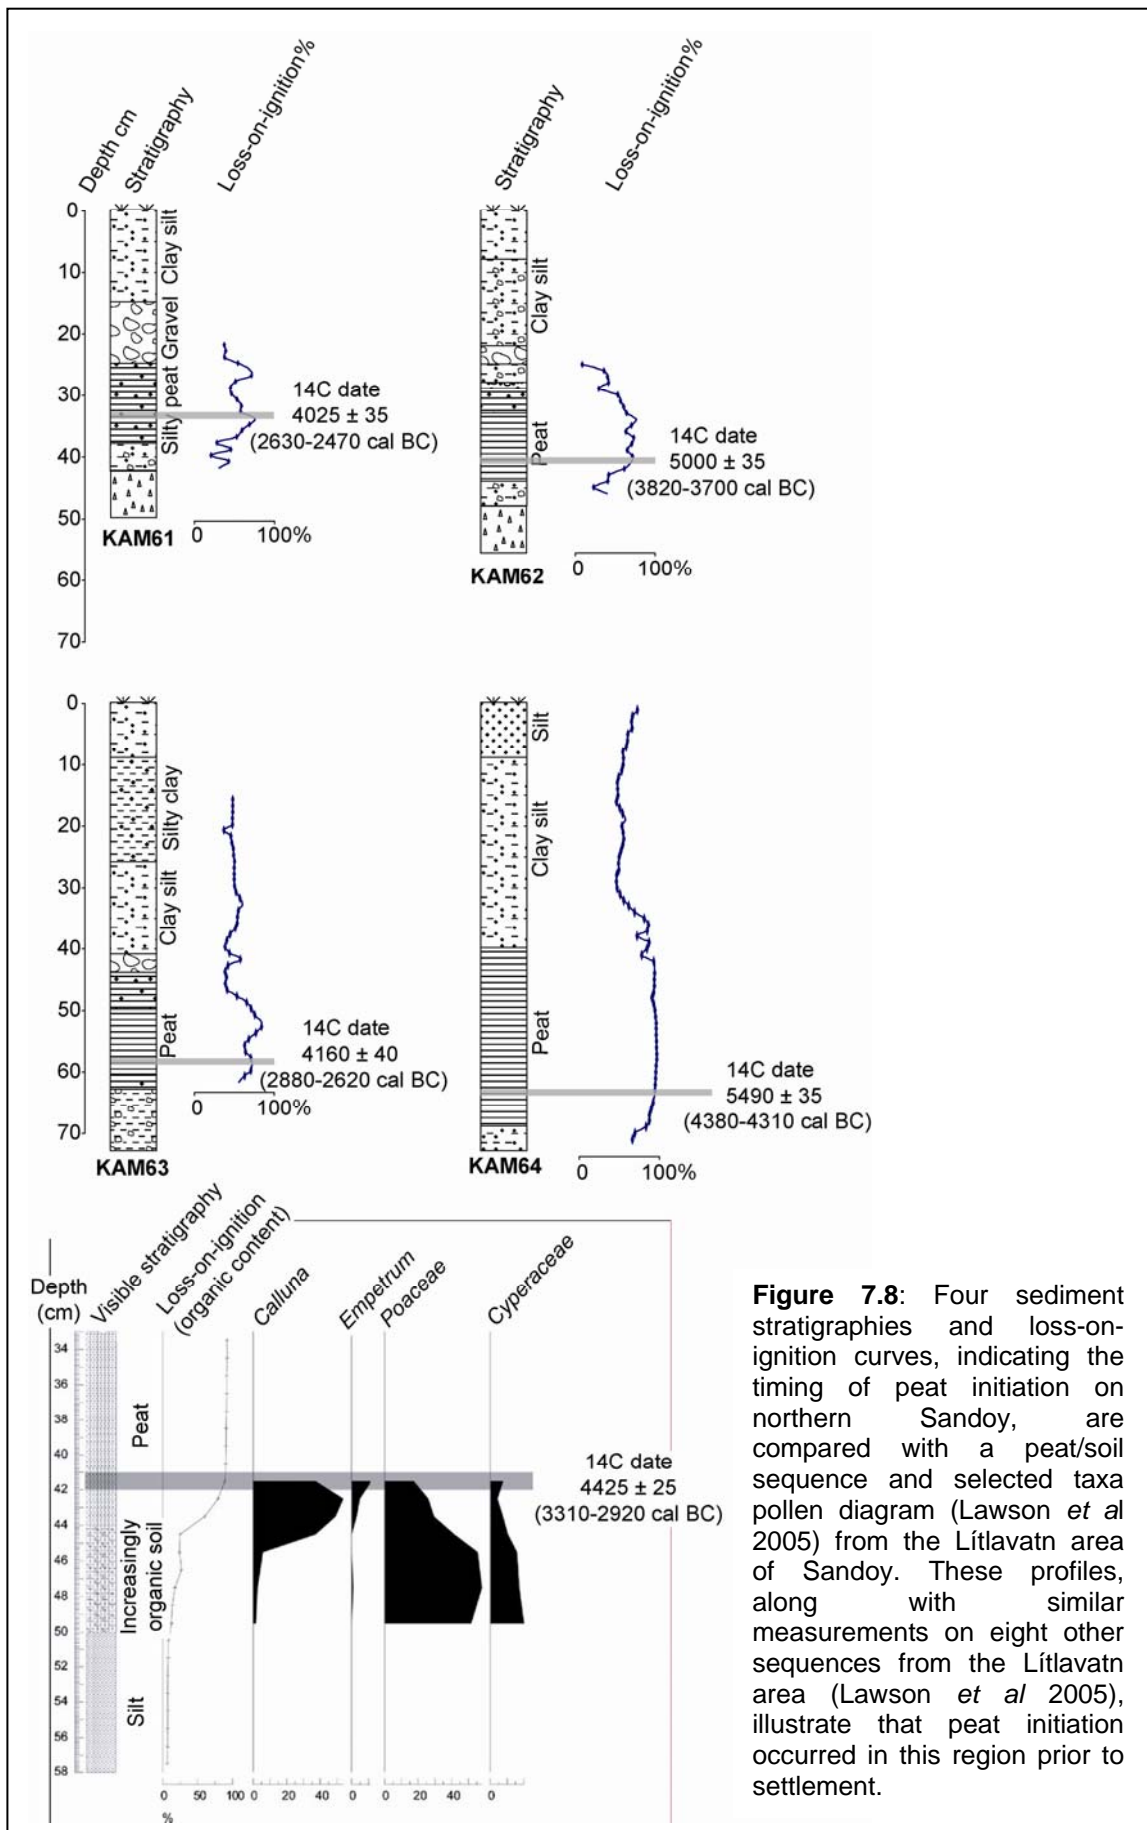 Depth cm
Stratigraphy
Loss-on-ignition%
Stratigraphy
Loss-on-ignition%
0
10
20
30
40
50
60
70
Clay silt
Gravel
Silty peat
14C date
4025 ± 35
(2630-2470 cal BC)
KAM61
0 100%
Clay silt
Peat
14C date
5000 ± 35
(3820-3700 cal BC)
KAM62
0 100%
0
10
20
30
40
50
60
70
Silty clay
Clay silt
Peat
14C date
4160 ± 40
(2880-2620 cal BC)
KAM63
0 100%
Silt
Clay silt
Peat
14C date
5490 ± 35
(4380-4310 cal BC)
KAM64
0 100%
Depth
(cm)
Visible stratigraphy
Loss-on-ignition
(organic content)
Calluna
Empetrum
Poaceae
Cyperaceae
34
36
38
40
42
44
46
48
50
52
54
56
58
Peat
Increasingly
organic soil
Silt
14C date
4425 ± 25
(3310-2920 cal BC)
0 50 100 0 20 40 0 0 20 40 0
%
Figure 7.8: Four sediment
stratigraphies and loss-on-
ignition curves, indicating the
timing of peat initiation on
northern Sandoy, are
compared with a peat/soil
sequence and selected taxa
pollen diagram (Lawson et al
2005) from the Lítlavatn area
of Sandoy. These profiles,
along with similar
measurements on eight other
sequences from the Lítlavatn
area (Lawson et al 2005),
illustrate that peat initiation
occurred in this region prior to
settlement.